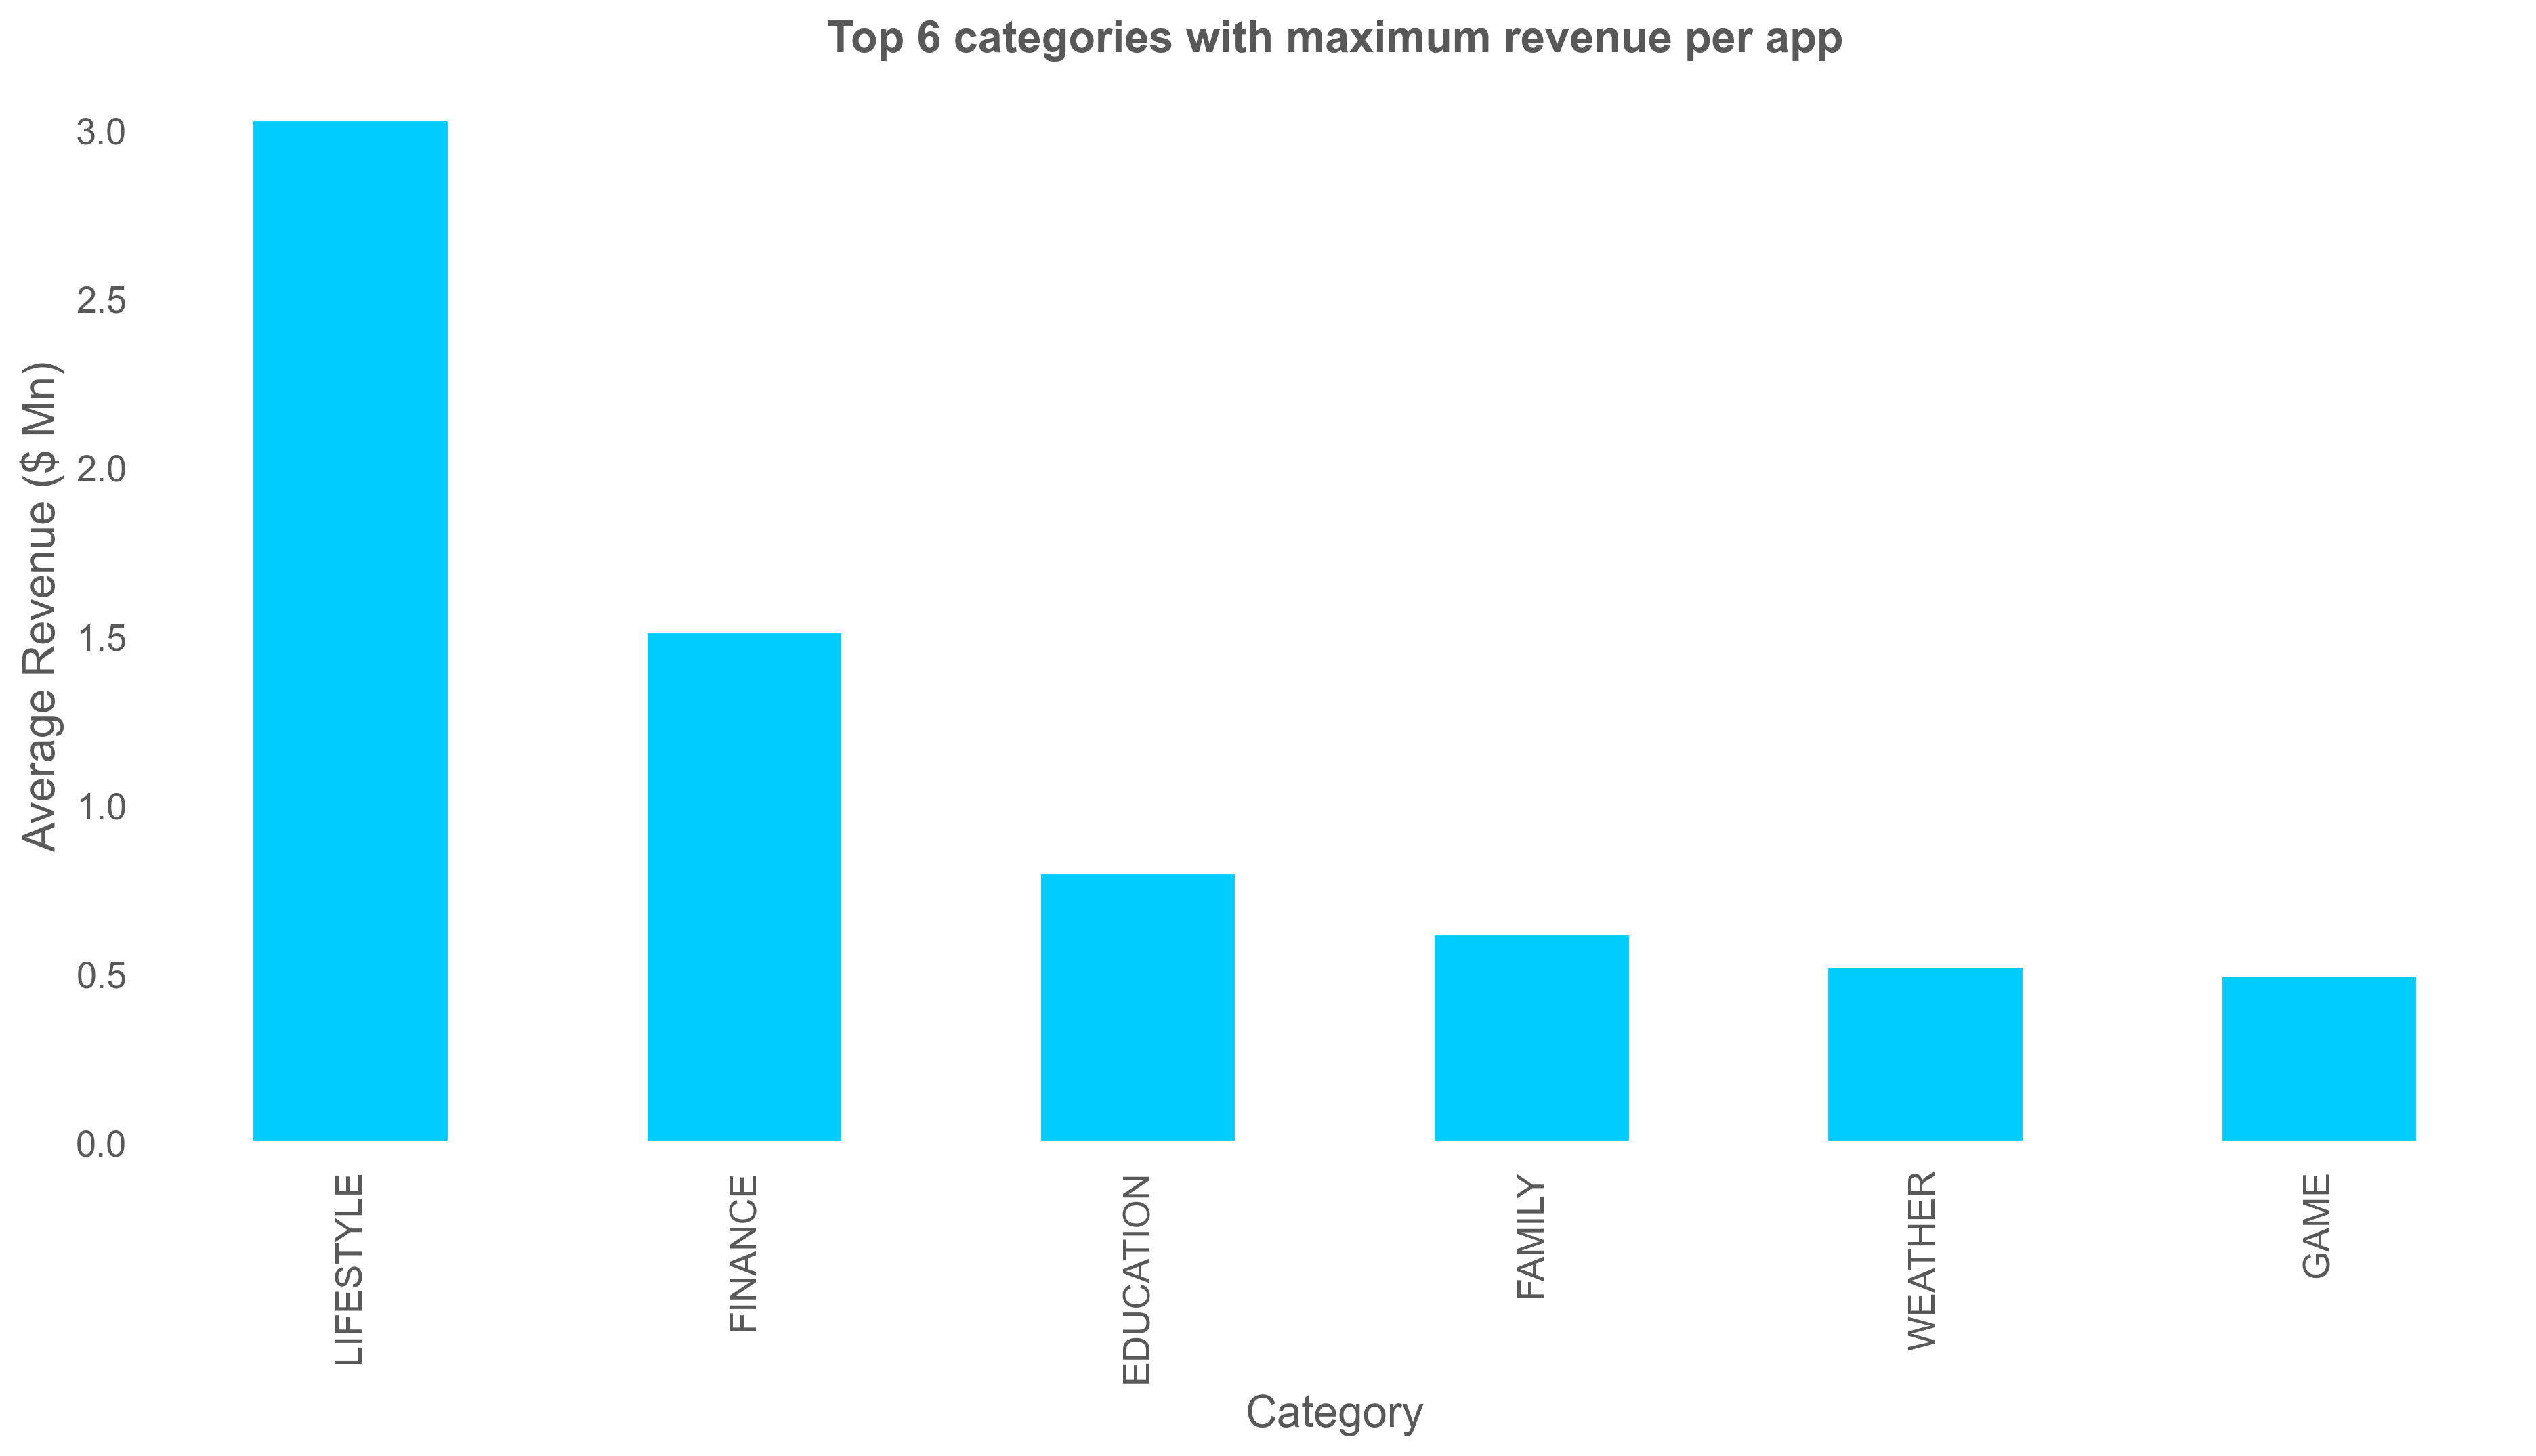 Top 6 categories with maximum revenue per app
Average Revenue ($ Mn)
3.0
2.5
2.0
1.5
1.0
0.5
0.0
LIFESTYLE
FINANCE
EDUCATION
FAMILY
WEATHER
GAME
Category